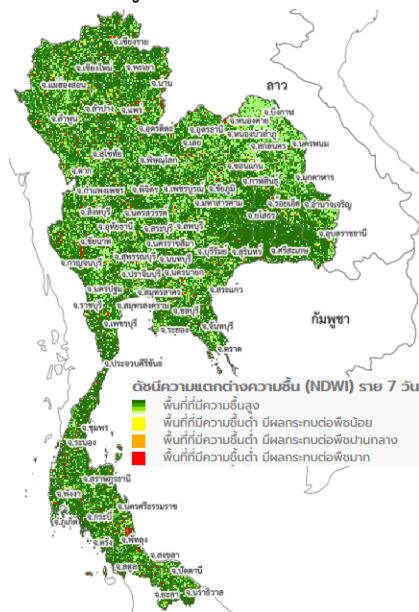 จ.เชียงราย
จ.เชียงใหม่
จ.พะเยา
จ.แม่ฮ่องสอน
จ.น่าน
ลาว
จ.ลำปาง
จ.แพร่
จ.บึงกาฬ
จ.ลำพูน
จ.หนองคาย
จ.อุตรดิตถ์
จ.อุดรธานี
จ.หนองบัวลำภู
จ.เลย
จ.สกลนคร
จ.นครพนม
จ.สุโขทัย
จ.พิษณุโลก
จ.ขอนแก่น
จ.ตาก
จ.กาฬสินธุ์
จ.มุกดาหาร
จ.กำแพงเพชร
จ.พิจิตร
จ.เพชรบูรณ์
จ.ชัยภูมิ
จ.มหาสารคาม
จ.ร้อยเอ็ด
จ.อำนาจเจริญ
จ.สิงห์บุรี
จ.นครสวรรค์
จ.ยโสธร
จ.อุทัยธานี
จ.สระบุรี
จ.ลพบุรี
จ.อุบลราชธานี
จ.ชัยนาท
จ.นครราชสีมา
จ.บุรีรัมย์
จ.สุรินทร์
จ.ศรีสะเกษ
จ.กาญจนบุรี
จ.สุพรรณบุรี
จ.นนทบุรี
จ.ปราจีนบุรี
จ.นครนายก
จ.นครปฐม
จ.สมุทรสาคร
จ.สระแก้ว
จ.ราชบุรี
จ.สมุทรสงคราม
จ.ชลบุรี
กัมพูชา
จ.เพชรบุรี
จ.ระยอง
จ.จันทบุรี
จ.ตราด
จ.ประจวบคีรีขันธ์
ดัชนีความแตกต่างความชื้น (NDWI) ราย 7 วัน
พื้นที่ที่มีความชื้นสูง
พื้นที่ที่มีความชื้นต่ำ มีผลกระทบต่อพืชน้อย
พื้นที่ที่มีความชื้นต่ำ มีผลกระทบต่อพืชปานกลาง
พื้นที่ที่มีความชื้นต่ำ มีผลกระทบต่อพืชมาก
จ.ชุมพร
จ.ระนอง
จ.สุราษฎร์ธานี
จ.พังงา
จ.นครศรีธรรมราช
จ.กระบี่
จ.ภูเก็ต
จ.ตรัง
จ.พัทลุง
จ.สงขลา
จ.สตูล
จ.ปัตตานี
จ.ยะลา
จ.นราธิวาส